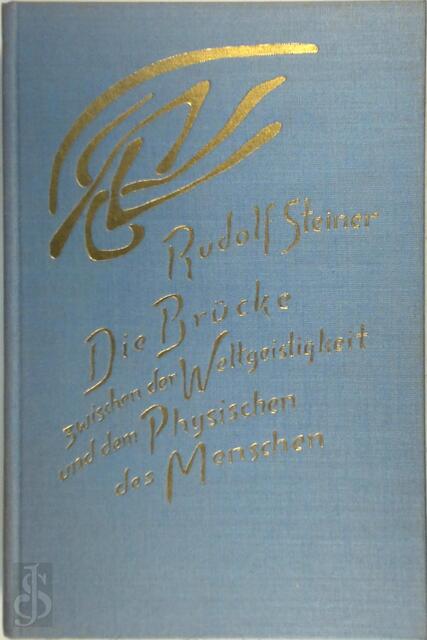 Rudolf Steiner
Die Brücke
zwischen der Weltgeistigkeit
und dem Physischen
des Menschen